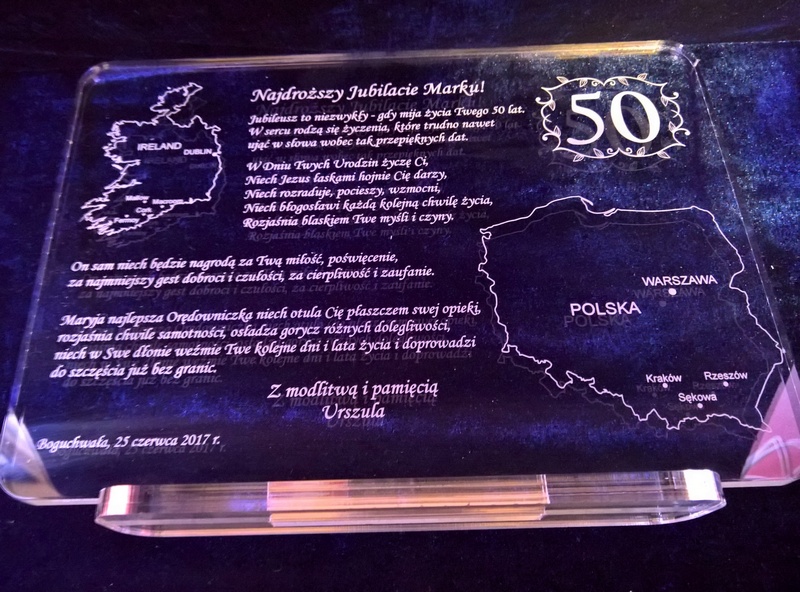 Najdroższy Jubilacie Marku!
50
Jubileusz to niezwykły - gdy mija życia Twego 50 lat.
W sercu rodzą się życzenia, które trudno nawet
ująć w słowa wobec tak przepięknych dat.
W Dniu Twych Urodzin życzę Ci,
Niech Jezus łaskami hojnie Cię darzy,
Niech rozraduje, pocieszy, wzmocni,
Niech błogosławi każdą kolejną chwilę życia,
Rozjaśnia blaskiem Twe myśli i czyny.
IRELAND
DUBLIN
Mallow
Macroom
Cork
On sam niech będzie nagrodą za Twą miłość, poświęcenie,
za najmniejszy gest dobroci i czułości, za cierpliwość i zaufanie.
Maryja najlepsza Orędowniczka niech otula Cię płaszczem swej opieki,
rozjaśnia chwile samotności, osładza gorycz różnych dolegliwości,
niech w Swe dłonie weźmie Twe kolejne dni i lata życia i doprowadzi
do szczęścia już bez granic.
Z modlitwą i pamięcią
Urszula
Boguchwała, 25 czerwca 2017 r.
WARSZAWA
POLSKA
Kraków
Rzeszów
Sękowa